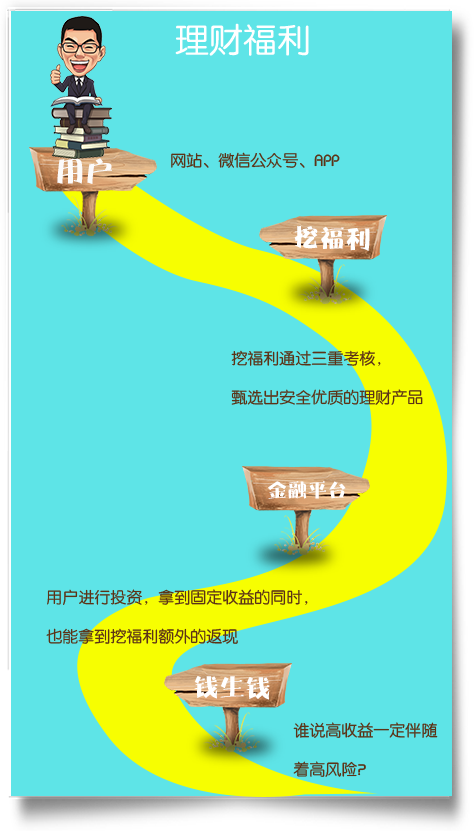 理财福利
用户
网站、微信公众号、APP
挖福利
挖福利通过三重考核，
甄选出安全优质的理财产品
金融平台
用户进行投资，拿到固定收益的同时，
也能拿到挖福利额外的返现
钱生钱
谁说高收益一定伴随
着高风险?